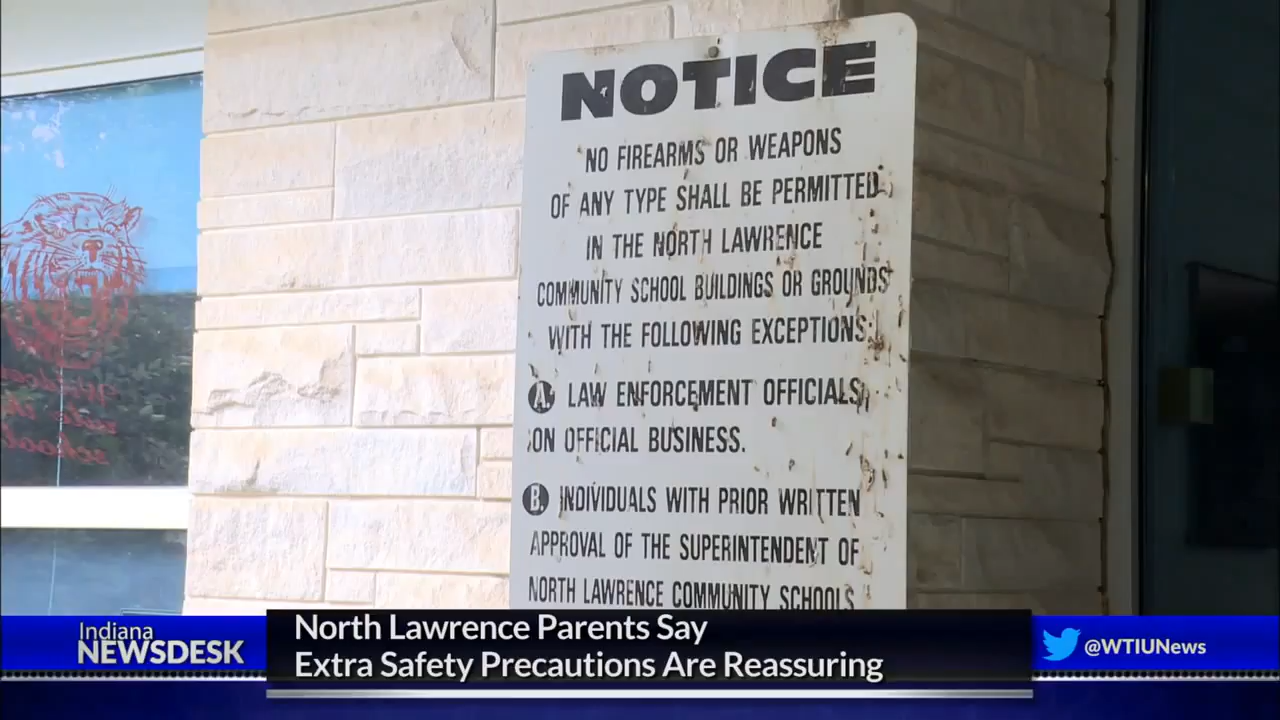 NOTICE
NO FIREARMS OR WEAPONS
OF ANY TYPE SHALL BE PERMITTED
IN THE NORTH LAWRENCE
COMMUNITY SCHOOL BUILDINGS OR GROUNDS
WITH THE FOLLOWING EXCEPTIONS:
A. LAW ENFORCEMENT OFFICIALS
ON OFFICIAL BUSINESS.
B. INDIVIDUALS WITH PRIOR WRITTEN
APPROVAL OF THE SUPERINTENDENT OF
NORTH LAWRENCE COMMUNITY SCHOOLS
Indiana
NEWSDESK
North Lawrence Parents Say
Extra Safety Precautions Are Reassuring
@WTIUNews